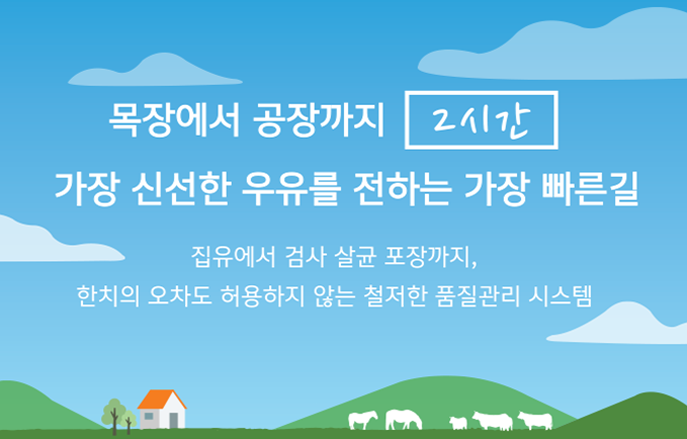 목장에서 공장까지 2시간
가장 신선한 우유를 전하는 가장 빠른길
집유에서 검사 살균 포장까지,
한치의 오차도 허용하지 않는 철저한 품질관리 시스템